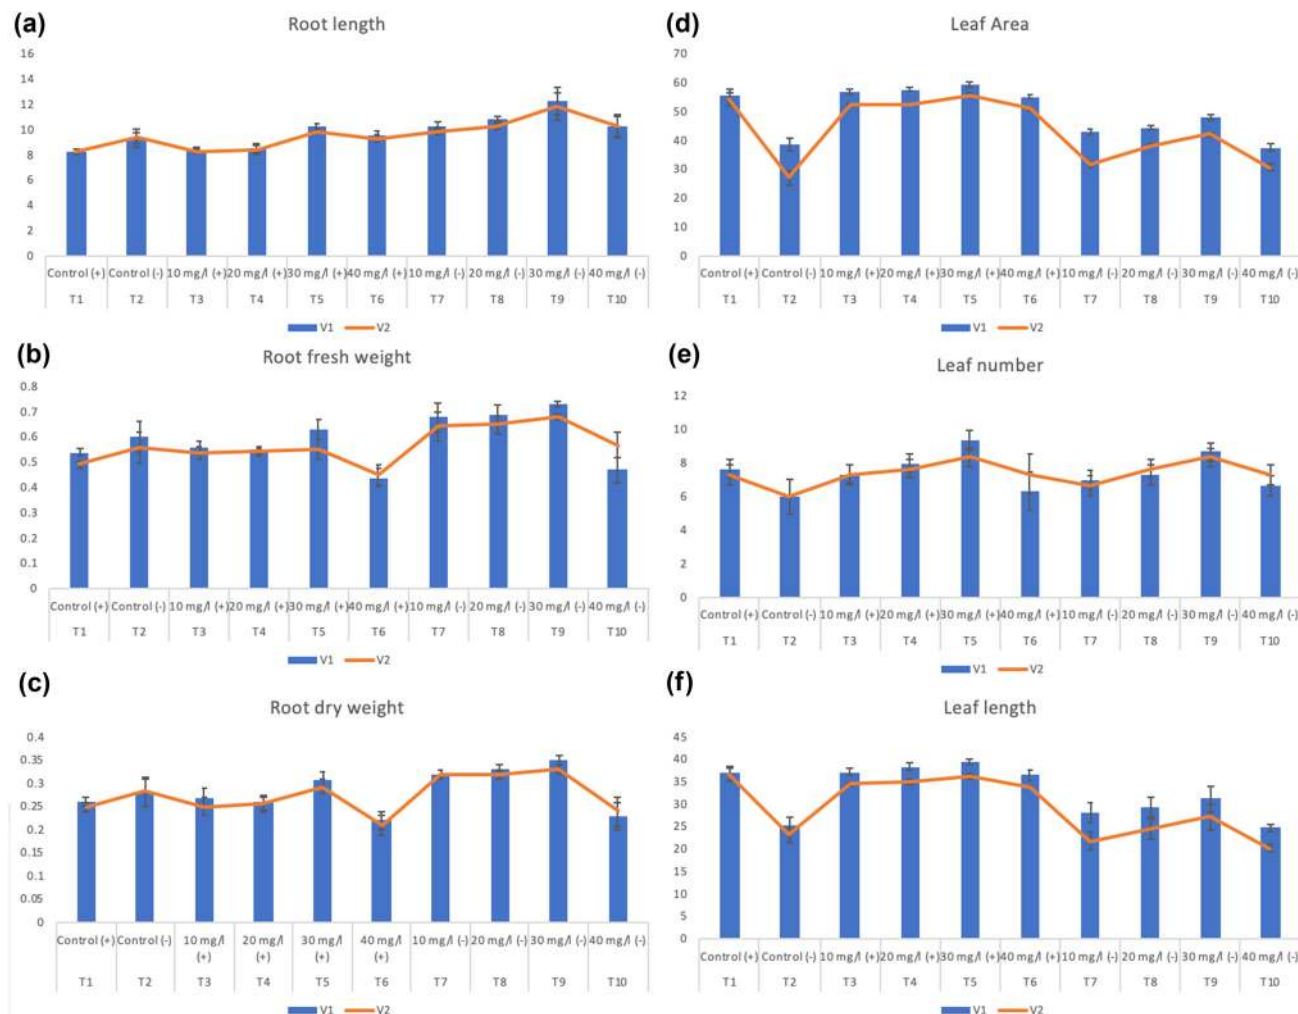 (a)
Root length
16
14
12
10
8
6
4
2
0
Control (+) Control (-) 10 mg/l (+) 20 mg/l (+) 30 mg/l (+) 40 mg/l (+) 10 mg/l (-) 20 mg/l (-) 30 mg/l (-) 40 mg/l (-)
T1 T2 T3 T4 T5 T6 T7 T8 T9 T10
V1 V2
(b)
Root fresh weight
0.8
0.7
0.6
0.5
0.4
0.3
0.2
0.1
0
Control (+) Control (-) 10 mg/l (+) 20 mg/l (+) 30 mg/l (+) 40 mg/l (+) 10 mg/l (-) 20 mg/l (-) 30 mg/l (-) 40 mg/l (-)
T1 T2 T3 T4 T5 T6 T7 T8 T9 T10
V1 V2
(c)
Root dry weight
0.4
0.35
0.3
0.25
0.2
0.15
0.1
0.05
0
Control (+) Control (-) 10 mg/l 20 mg/l 30 mg/l 40 mg/l 10 mg/l (-) 20 mg/l (-) 30 mg/l (-) 40 mg/l (-)
(+) (+) (+) (+)
T1 T2 T3 T4 T5 T6 T7 T8 T9 T10
V1 V2
(d)
Leaf Area
70
60
50
40
30
20
10
0
Control (+) Control (-) 10 mg/l (+) 20 mg/l (+) 30 mg/l (+) 40 mg/l (+) 10 mg/l (-) 20 mg/l (-) 30 mg/l (-) 40 mg/l (-)
T1 T2 T3 T4 T5 T6 T7 T8 T9 T10
V1 V2
(e)
Leaf number
12
10
8
6
4
2
0
Control (+) Control (-) 10 mg/l (+) 20 mg/l (+) 30 mg/l (+) 40 mg/l (+) 10 mg/l (-) 20 mg/l (-) 30 mg/l (-) 40 mg/l (-)
T1 T2 T3 T4 T5 T6 T7 T8 T9 T10
V1 V2
(f)
Leaf length
45
40
35
30
25
20
15
10
5
0
Control (+) Control (-) 10 mg/l (+) 20 mg/l (+) 30 mg/l (+) 40 mg/l (+) 10 mg/l (-) 20 mg/l (-) 30 mg/l (-) 40 mg/l (-)
T1 T2 T3 T4 T5 T6 T7 T8 T9 T10
V1 V2